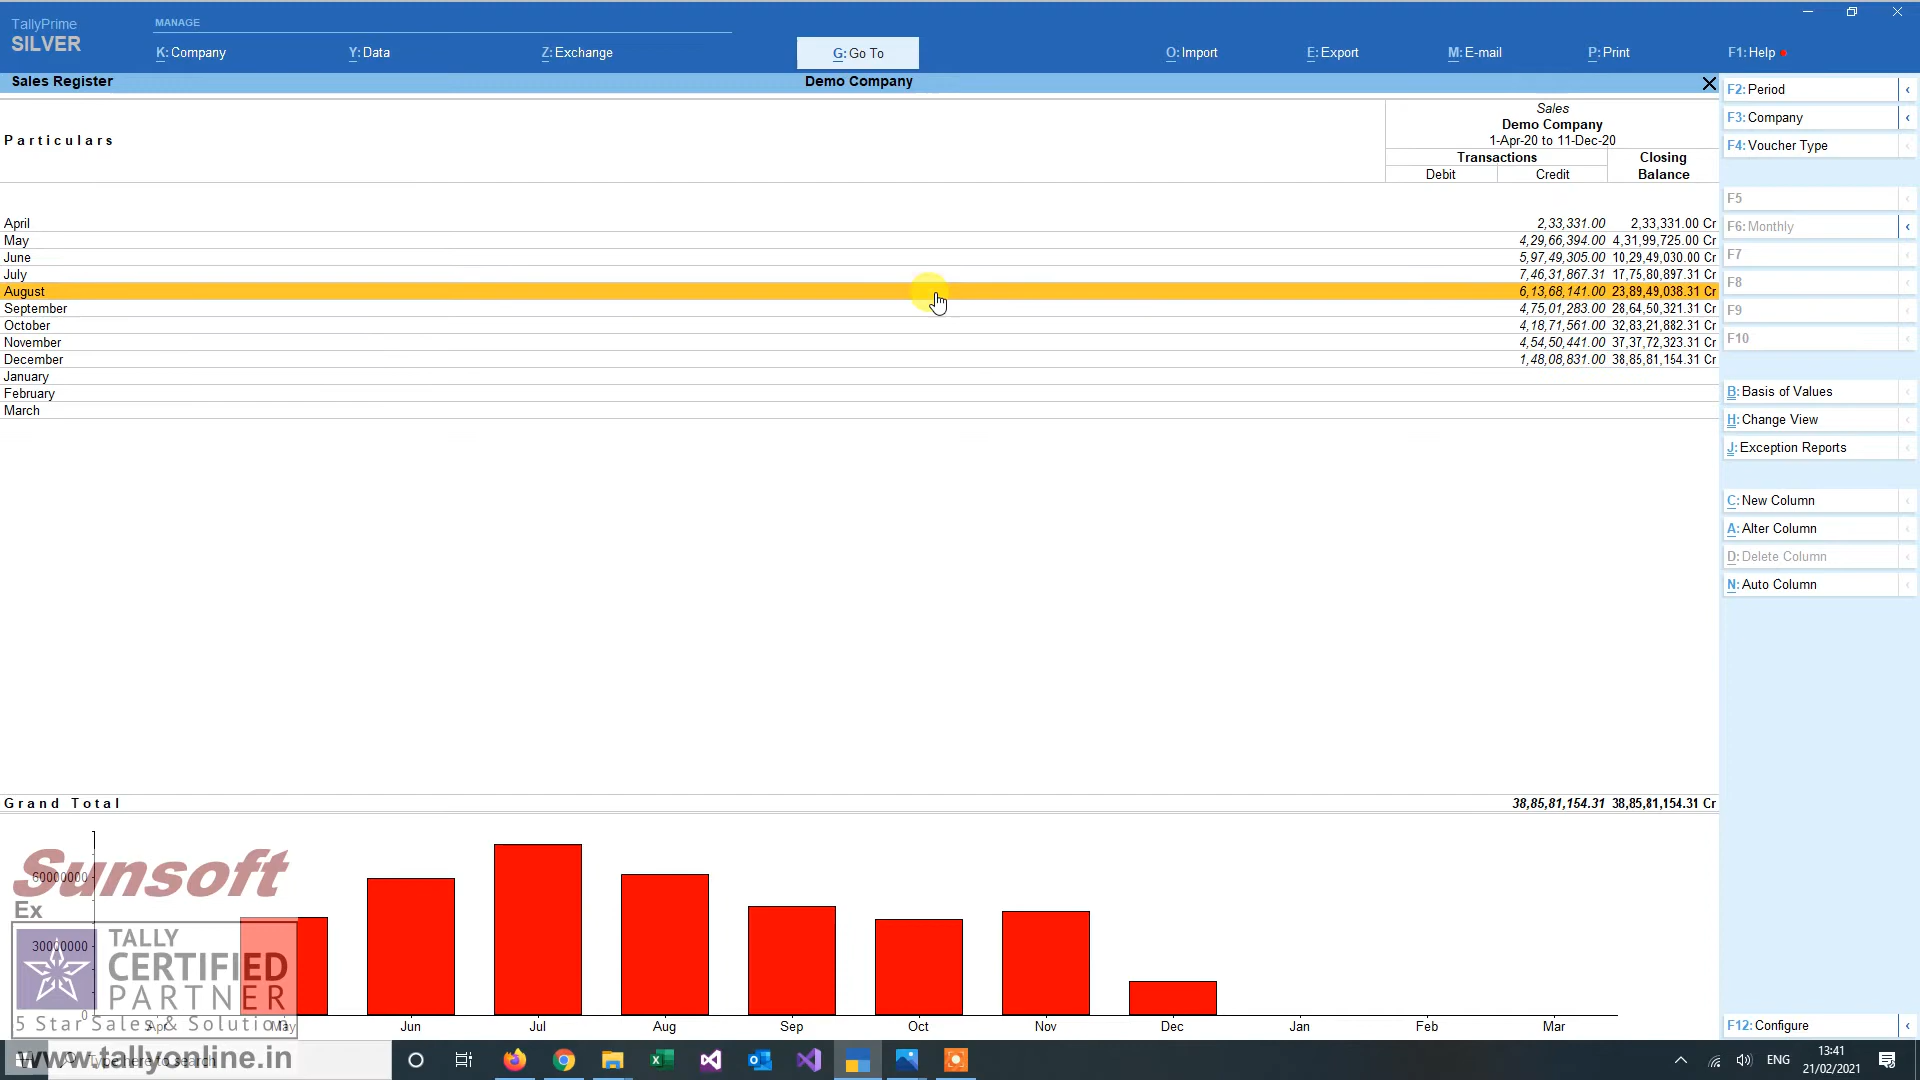 TallyPrime
SILVER
MANAGE
K: Company
Y: Data
Z: Exchange
G: Go To
O: Import
E: Export
M: E-mail
P: Print
F1: Help
Sales Register
Demo Company
Particulars
Sales
Demo Company
1-Apr-20 to 11-Dec-20
Transactions
Closing
Debit
Credit
Balance
April 2,33,331.00 2,33,331.00 Cr
May 4,29,66,394.00 4,31,99,725.00 Cr
June 5,97,49,305.00 10,29,49,030.00 Cr
July 7,46,31,867.31 17,75,80,897.31 Cr
August 6,13,68,141.00 23,89,49,038.31 Cr
September 4,75,01,283.00 28,64,50,321.31 Cr
October 4,18,71,561.00 32,83,21,882.31 Cr
November 4,54,50,441.00 37,37,72,323.31 Cr
December 1,48,08,831.00 38,85,81,154.31 Cr
January
February
March
Grand Total 38,85,81,154.31 38,85,81,154.31 Cr
F2: Period
F3: Company
F4: Voucher Type
F5
F6: Monthly
F7
F8
F9
F10
B: Basis of Values
H: Change View
J: Exception Reports
C: New Column
A: Alter Column
D: Delete Column
N: Auto Column
F12: Configure
60000000
30000000
0
Apr May Jun Jul Aug Sep Oct Nov Dec Jan Feb Mar
Sunsoft
Ex
TALLY
CERTIFIED
PARTNER
5 Star Sales & Solution
www.tallyonline.in
Type here to search
ENG
13:41
21/02/2021